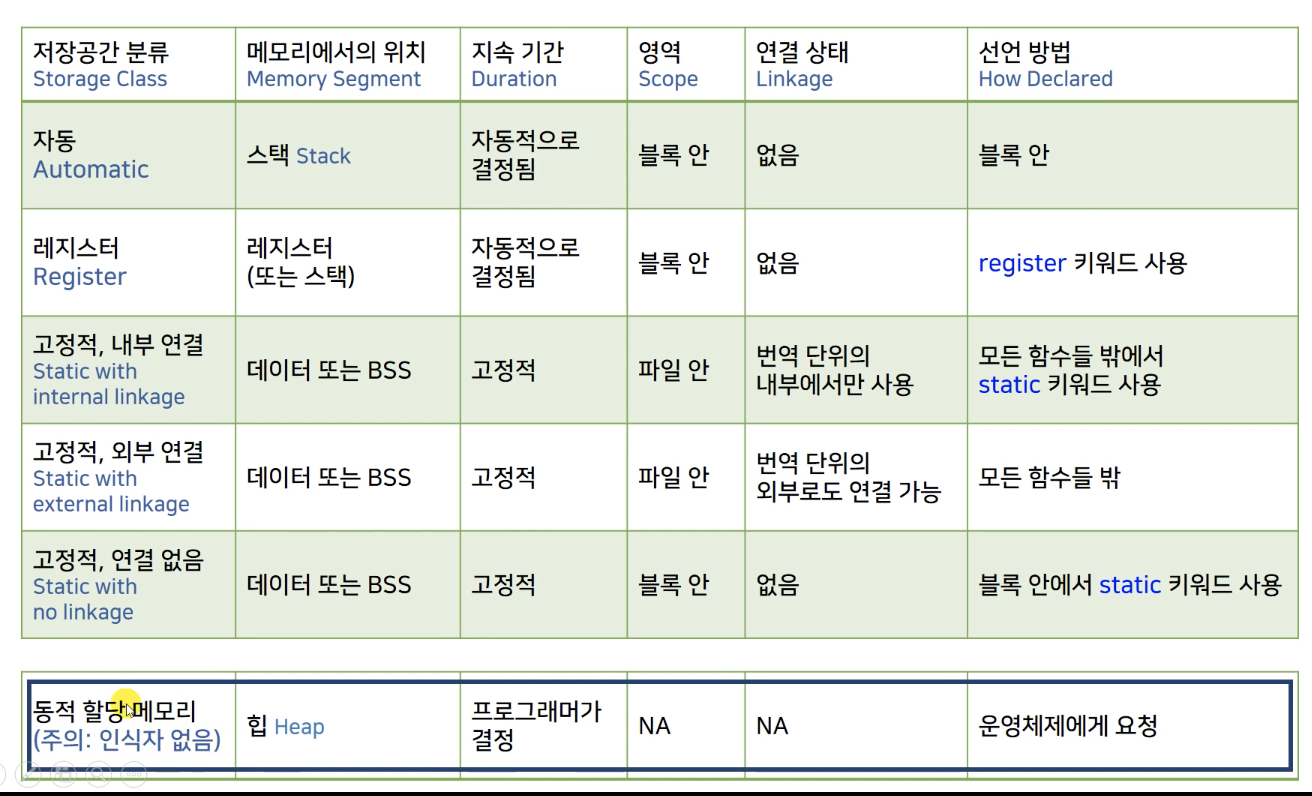 저장공간 분류
Storage Class
메모리에서의 위치
Memory Segment
지속 기간
Duration
영역
Scope
연결 상태
Linkage
선언 방법
How Declared
자동
Automatic
스택 Stack
자동적으로
결정됨
블록 안
없음
블록 안
레지스터
Register
레지스터
(또는 스택)
자동적으로
결정됨
블록 안
없음
register 키워드 사용
고정적, 내부 연결
Static with
internal linkage
데이터 또는 BSS
고정적
파일 안
번역 단위의
내부에서만 사용
모든 함수들 밖에서
static 키워드 사용
고정적, 외부 연결
Static with
external linkage
데이터 또는 BSS
고정적
파일 안
번역 단위의
외부로도 연결 가능
모든 함수들 밖
고정적, 연결 없음
Static with
no linkage
데이터 또는 BSS
고정적
블록 안
없음
블록 안에서 static 키워드 사용
동적 할당 메모리
(주의: 인식자 없음)
힙 Heap
프로그래머가
결정
NA
NA
운영체제에게 요청